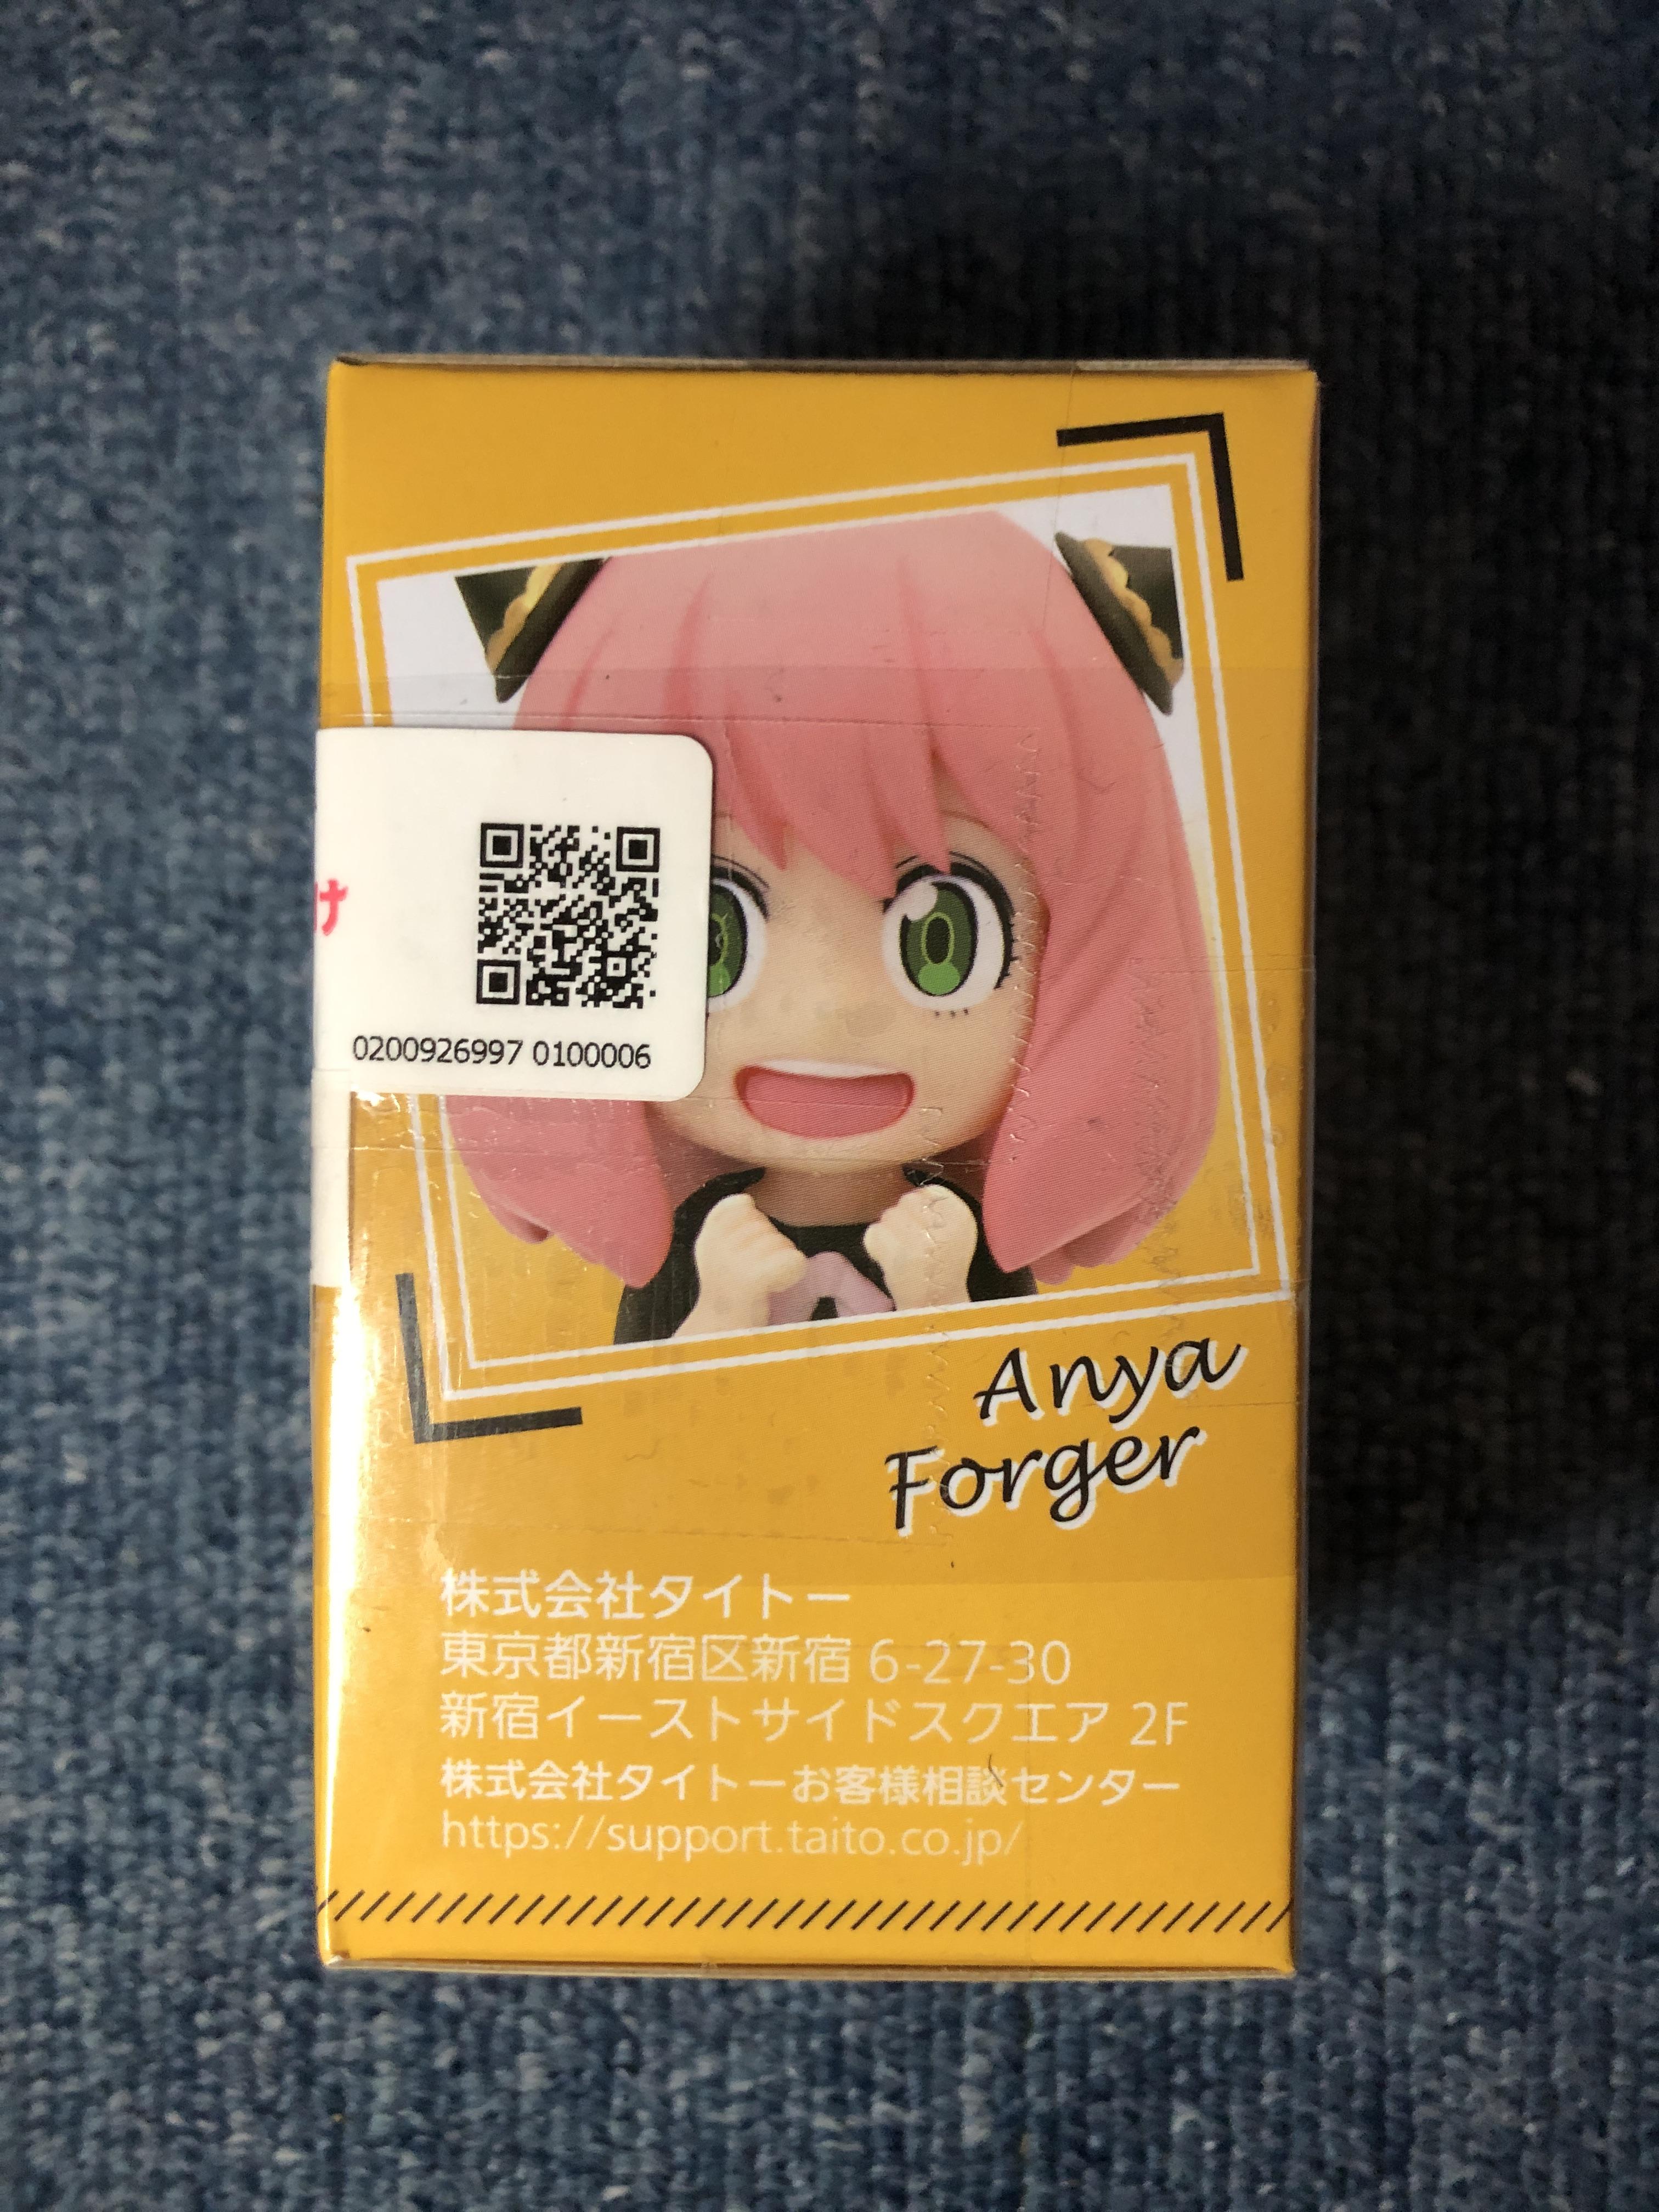 け
0200926997 0100006
Anya
Forger
株式会社タイトー
東京都新宿区新宿 6-27-30
新宿イーストサイドスクエア 2F
株式会社タイトーお客様相談センター
https://support.taito.co.jp/